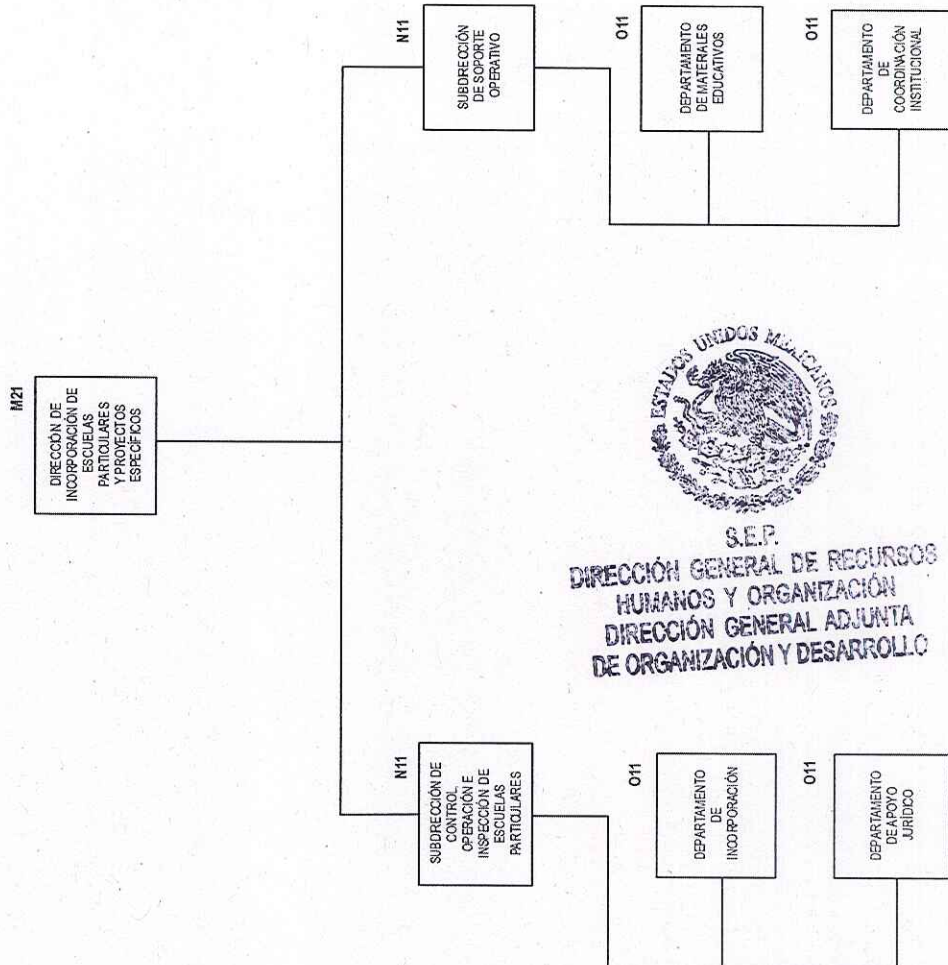 M21
DIRECCIÓN DE
INCORPORACIÓN DE
ESCUELAS
PARTICULARES
Y PROYECTOS
ESPECÍFICOS
N11
SUBDIRECCIÓN DE
CONTROL,
OPERACIÓN E
INSPECCIÓN DE
ESCUELAS
PARTICULARES
N11
SUBDIRECCIÓN
DE SOPORTE
OPERATIVO
O11
DEPARTAMENTO
DE
INCORPORACIÓN
O11
DEPARTAMENTO
DE APOYO
JURÍDICO
O11
DEPARTAMENTO
DE MATERIALES
EDUCATIVOS
O11
DEPARTAMENTO
DE
COORDINACIÓN
INSTITUCIONAL
ESTADOS UNIDOS MEXICANOS
S.E.P.
DIRECCIÓN GENERAL DE RECURSOS
HUMANOS Y ORGANIZACIÓN
DIRECCIÓN GENERAL ADJUNTA
DE ORGANIZACIÓN Y DESARROLLO